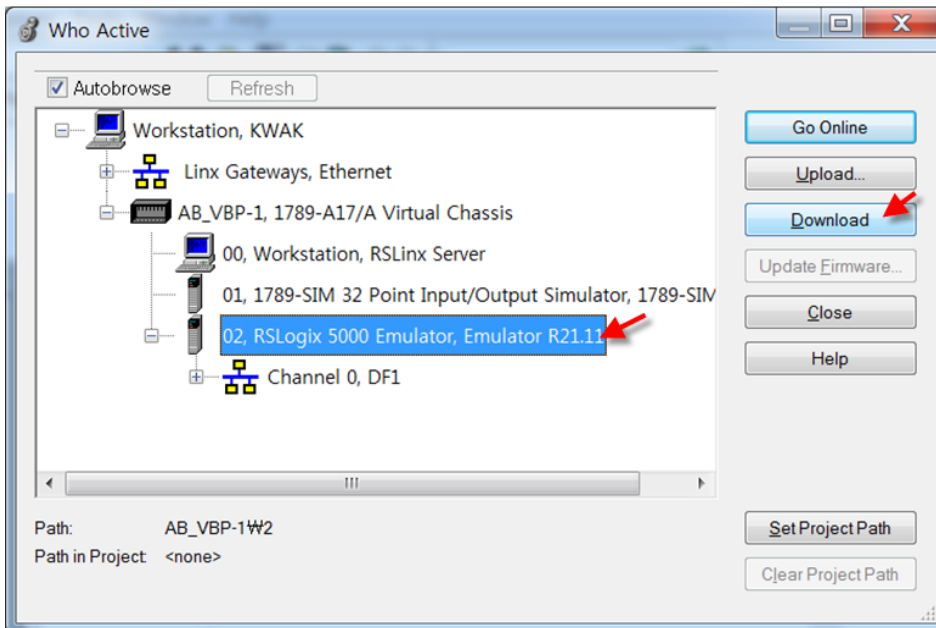 Who Active
Autobrowse
Refresh
Workstation, KWAK
Linx Gateways, Ethernet
AB_VBP-1, 1789-A17/A Virtual Chassis
00, Workstation, RSLinx Server
01, 1789-SIM 32 Point Input/Output Simulator, 1789-SIM
02, RSLogix 5000 Emulator, Emulator R21.11
Channel 0, DF1
Go Online
Upload...
Download
Update Firmware...
Close
Help
Path: AB_VBP-1₩2
Path in Project: <none>
Set Project Path
Clear Project Path